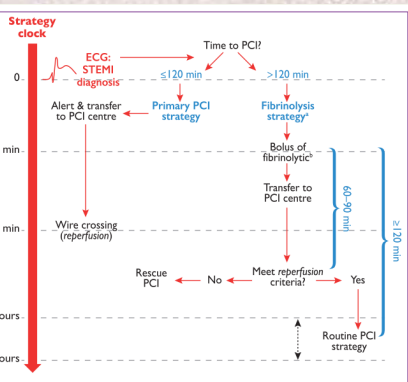 Strategy
clock
Time to PCI?
ECG:
STEMI
diagnosis
≤120 min
>120 min
0
Alert & transfer
to PCI centre
Primary PCI
strategy
Fibrinolysis
strategyᵃ
min
Bolus of
fibrinolyticᵇ
Transfer to
PCI centre
60–90 min
≥120 min
min
Wire crossing
(reperfusion)
Rescue
PCI
No
Meet reperfusion
criteria?
Yes
ours
Routine PCI
strategy
ours